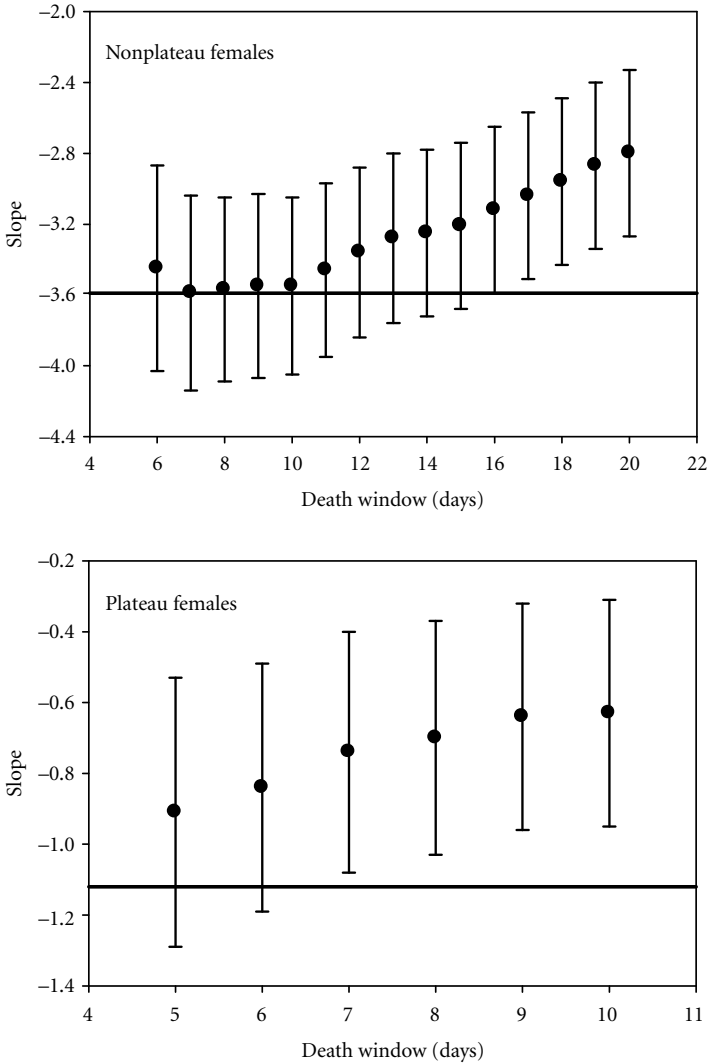 −2.0
Nonplateau females
−2.4
−2.8
−3.2
Slope
−3.6
−4.0
−4.4
4 6 8 10 12 14 16 18 20 22
Death window (days)
−0.2
Plateau females
−0.4
−0.6
Slope
−0.8
−1.0
−1.2
−1.4
4 5 6 7 8 9 10 11
Death window (days)